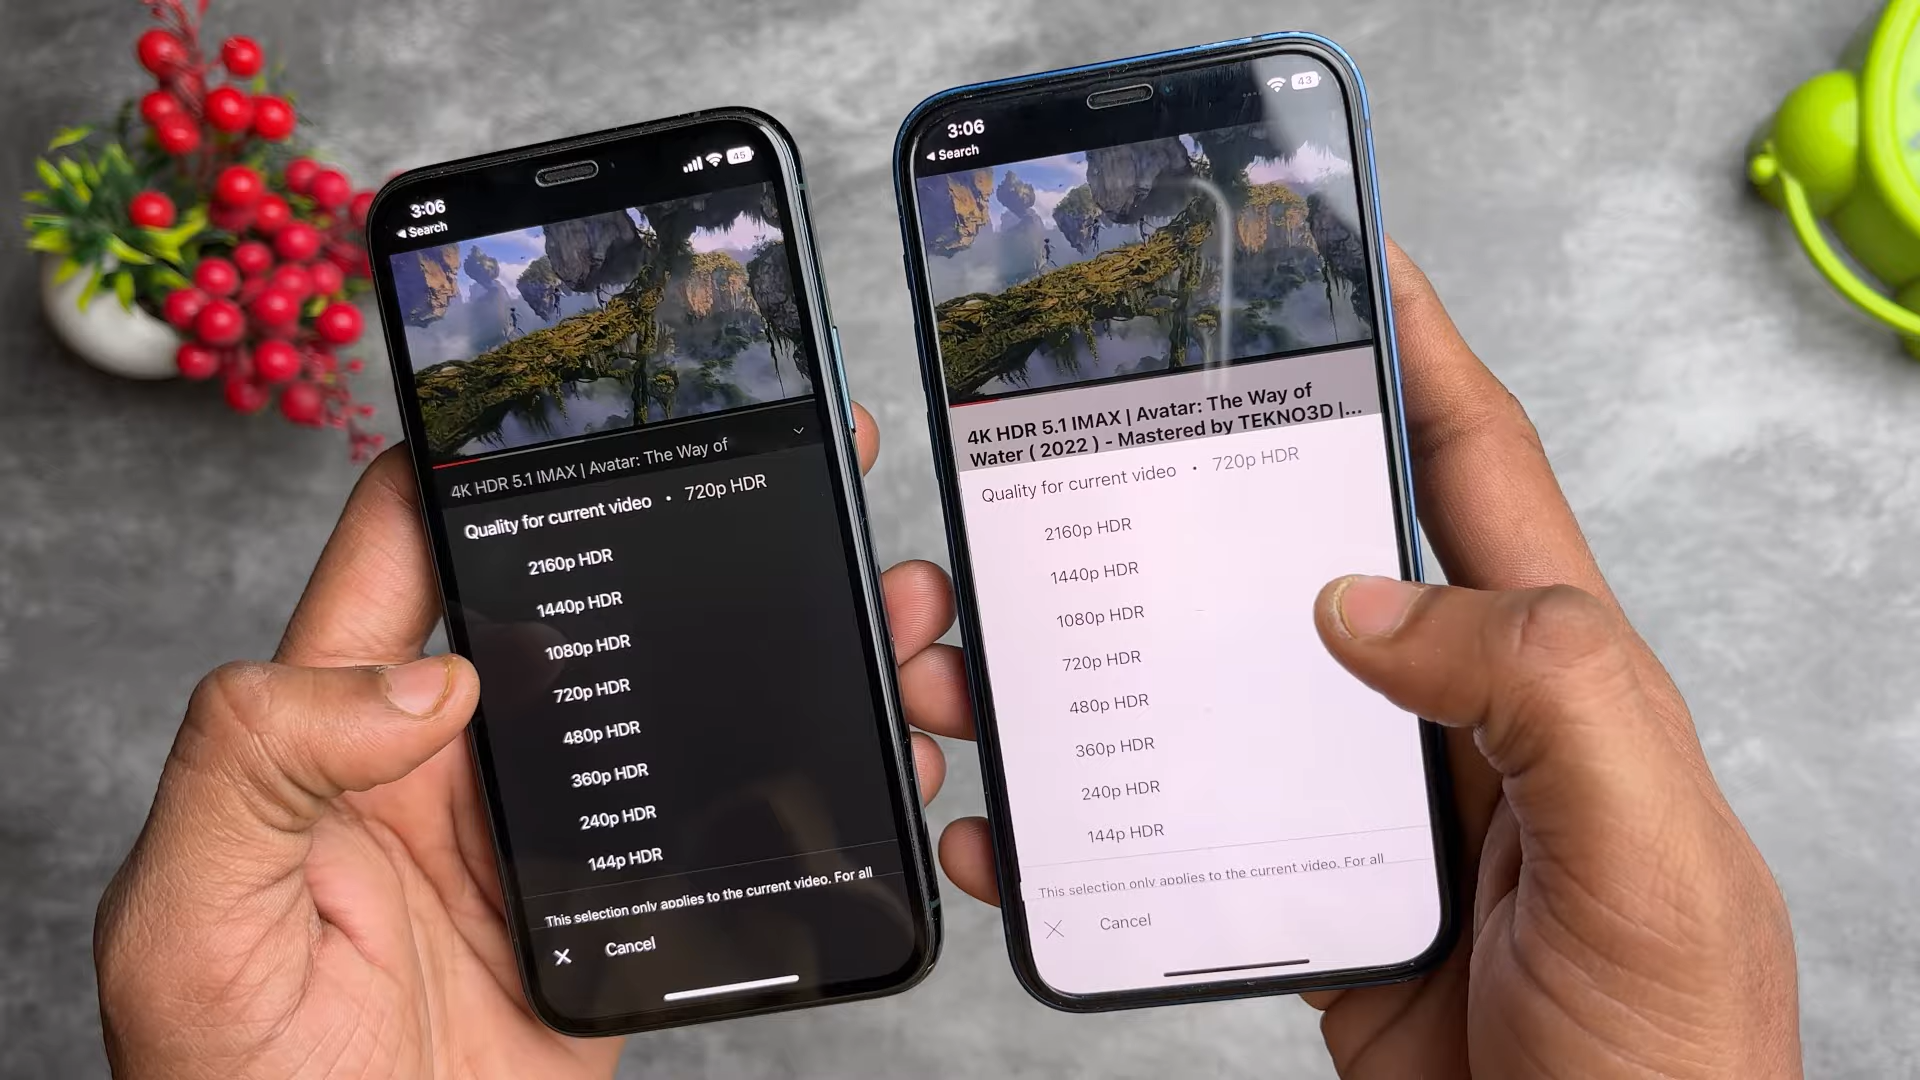 3:06
45
Search
4K HDR 5.1 IMAX | Avatar: The Way of
Quality for current video • 720p HDR
2160p HDR
1440p HDR
1080p HDR
720p HDR
480p HDR
360p HDR
240p HDR
144p HDR
This selection only applies to the current video. For all
Cancel
3:06
43
Search
4K HDR 5.1 IMAX | Avatar: The Way of
Water ( 2022 ) - Mastered by TEKNO3D |...
Quality for current video • 720p HDR
2160p HDR
1440p HDR
1080p HDR
720p HDR
480p HDR
360p HDR
240p HDR
144p HDR
This selection only applies to the current video. For all
Cancel